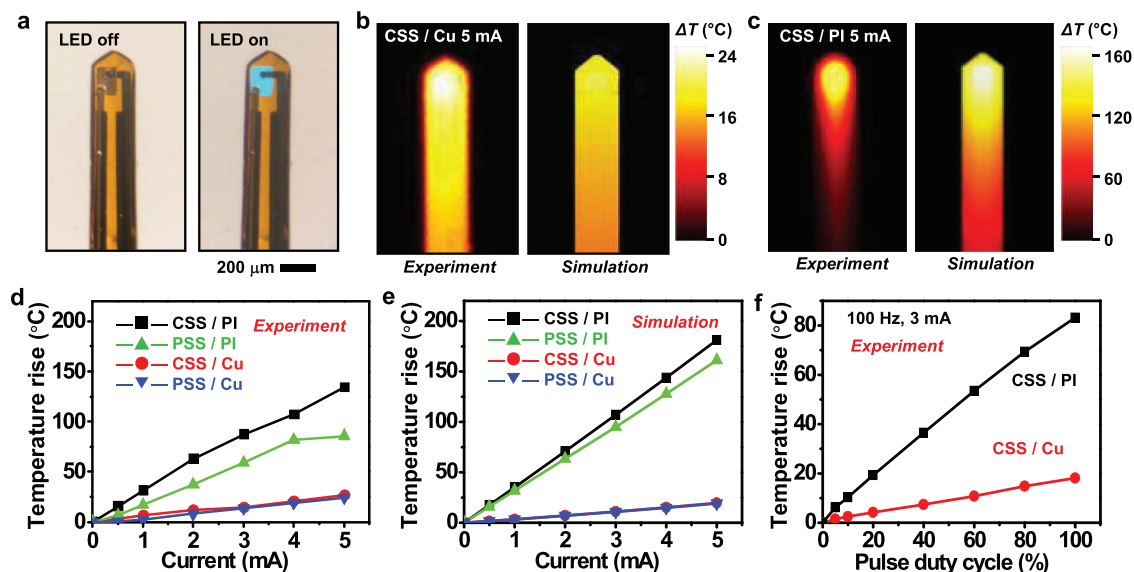 a
LED off
LED on
200 μm
b
CSS / Cu 5 mA
ΔT (°C)
24
16
8
0
Experiment
Simulation
c
CSS / PI 5 mA
ΔT (°C)
160
120
60
0
Experiment
Simulation
d
Temperature rise (°C)
200
150
100
50
0
CSS / PI
PSS / PI
CSS / Cu
PSS / Cu
Experiment
0 1 2 3 4 5
Current (mA)
e
Temperature rise (°C)
200
150
100
50
0
CSS / PI
PSS / PI
CSS / Cu
PSS / Cu
Simulation
0 1 2 3 4 5
Current (mA)
f
Temperature rise (°C)
80
60
40
20
0
100 Hz, 3 mA
Experiment
CSS / PI
CSS / Cu
0 20 40 60 80 100
Pulse duty cycle (%)